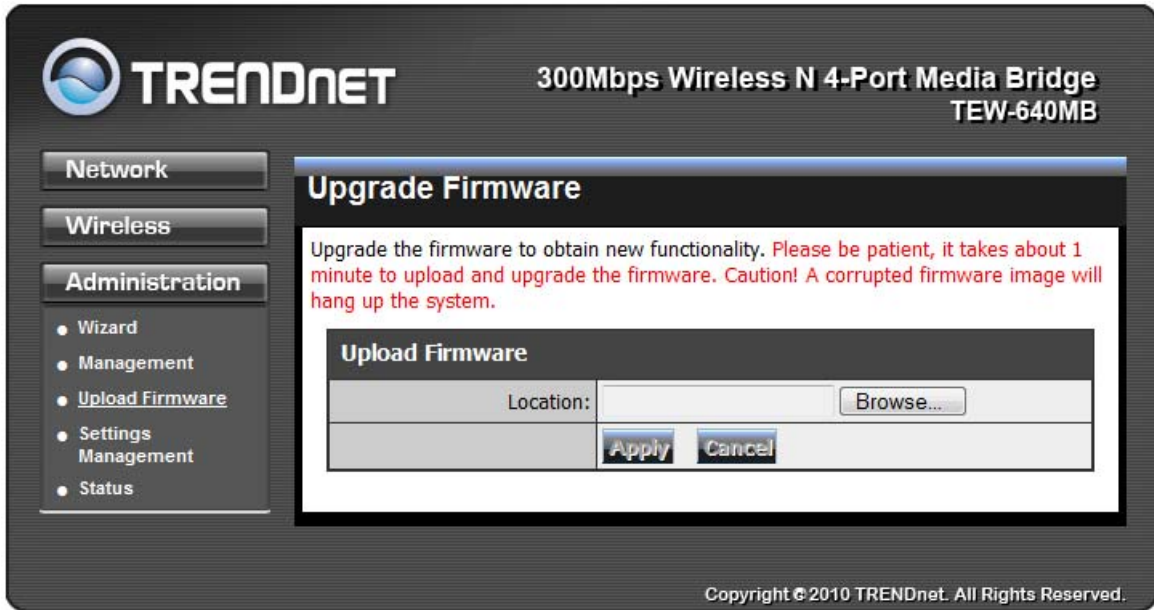 TRENDNET
300Mbps Wireless N 4-Port Media Bridge
TEW-640MB
Network
Wireless
Administration
Wizard
Management
Upload Firmware
Settings
Management
Status
Upgrade Firmware
Upgrade the firmware to obtain new functionality. Please be patient, it takes about 1
minute to upload and upgrade the firmware. Caution! A corrupted firmware image will
hang up the system.
Upload Firmware
Location:
Browse...
Apply
Cancel
Copyright © 2010 TRENDnet. All Rights Reserved.